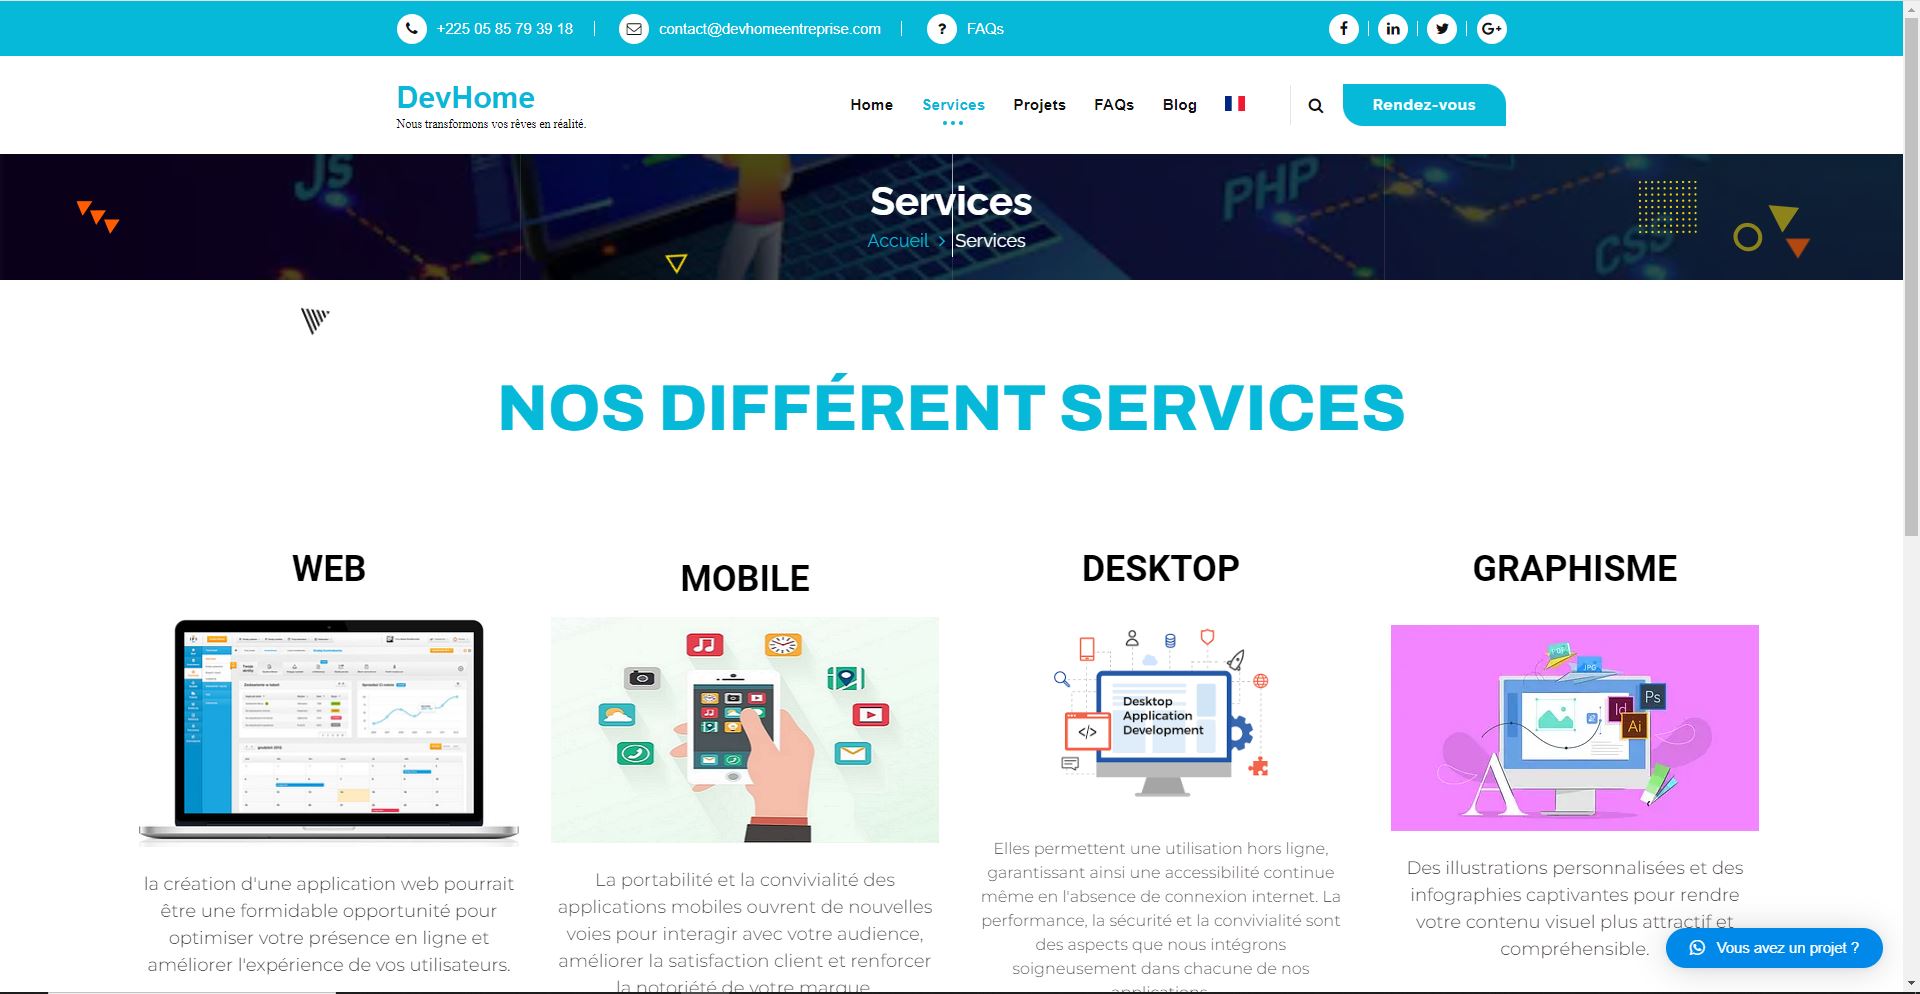 +225 05 85 79 39 18
contact@devhomeentreprise.com
FAQs
DevHome
Nous transformons vos rêves en réalité.
Home
Services
Projets
FAQs
Blog
Rendez-vous
JS
PHP
CSS
Services
Accueil > Services
NOS DIFFÉRENT SERVICES
WEB
la création d'une application web pourrait
être une formidable opportunité pour
optimiser votre présence en ligne et
améliorer l'expérience de vos utilisateurs.
MOBILE
La portabilité et la convivialité des
applications mobiles ouvrent de nouvelles
voies pour interagir avec votre audience,
améliorer la satisfaction client et renforcer
la notoriété de votre marque
DESKTOP
Desktop
Application
Development
</>
Elles permettent une utilisation hors ligne,
garantissant ainsi une accessibilité continue
même en l'absence de connexion internet. La
performance, la sécurité et la convivialité sont
des aspects que nous intégrons
soigneusement dans chacune de nos
applications
GRAPHISME
PDF
JPG
Ps
Id
Ai
A
Des illustrations personnalisées et des
infographies captivantes pour rendre
votre contenu visuel plus attractif et
compréhensible.
Vous avez un projet ?